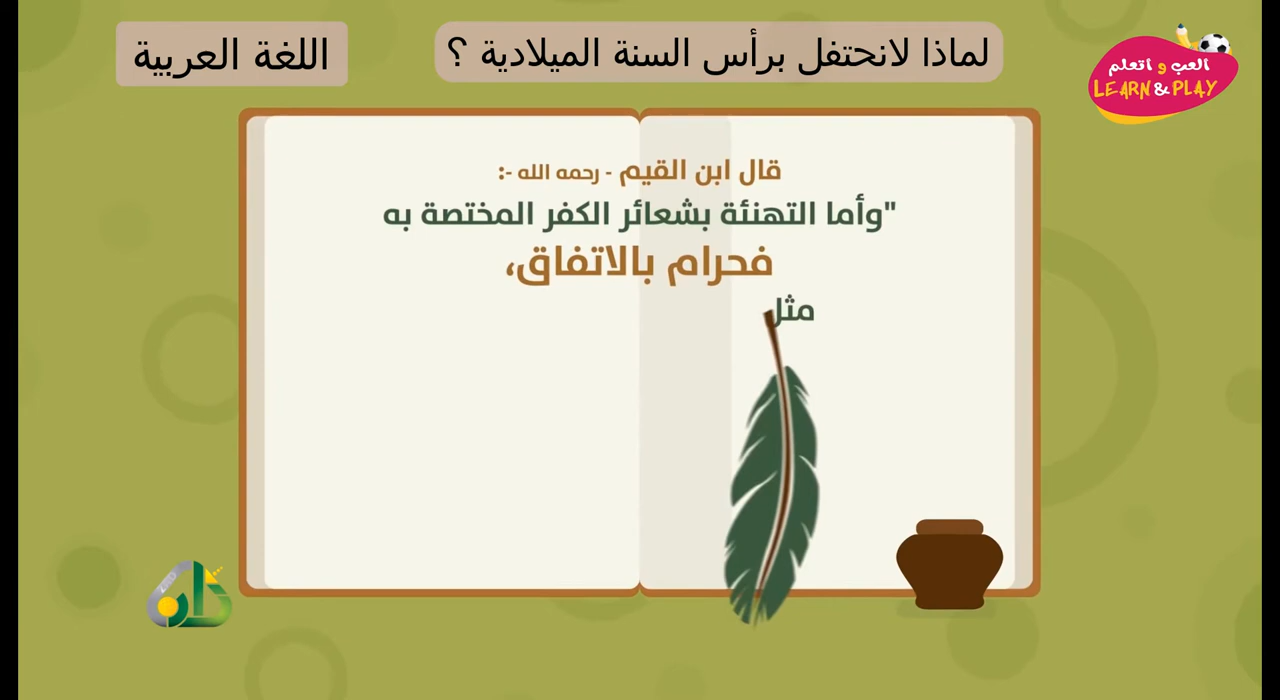 لماذا لانحتفل برأس السنة الميلادية ؟
اللغة العربية
العب و اتعلم
LEARN & PLAY
قال ابن القيم - رحمه الله -:
"وأما التهنئة بشعائر الكفر المختصة به
فحرام بالاتفاق،
مثل